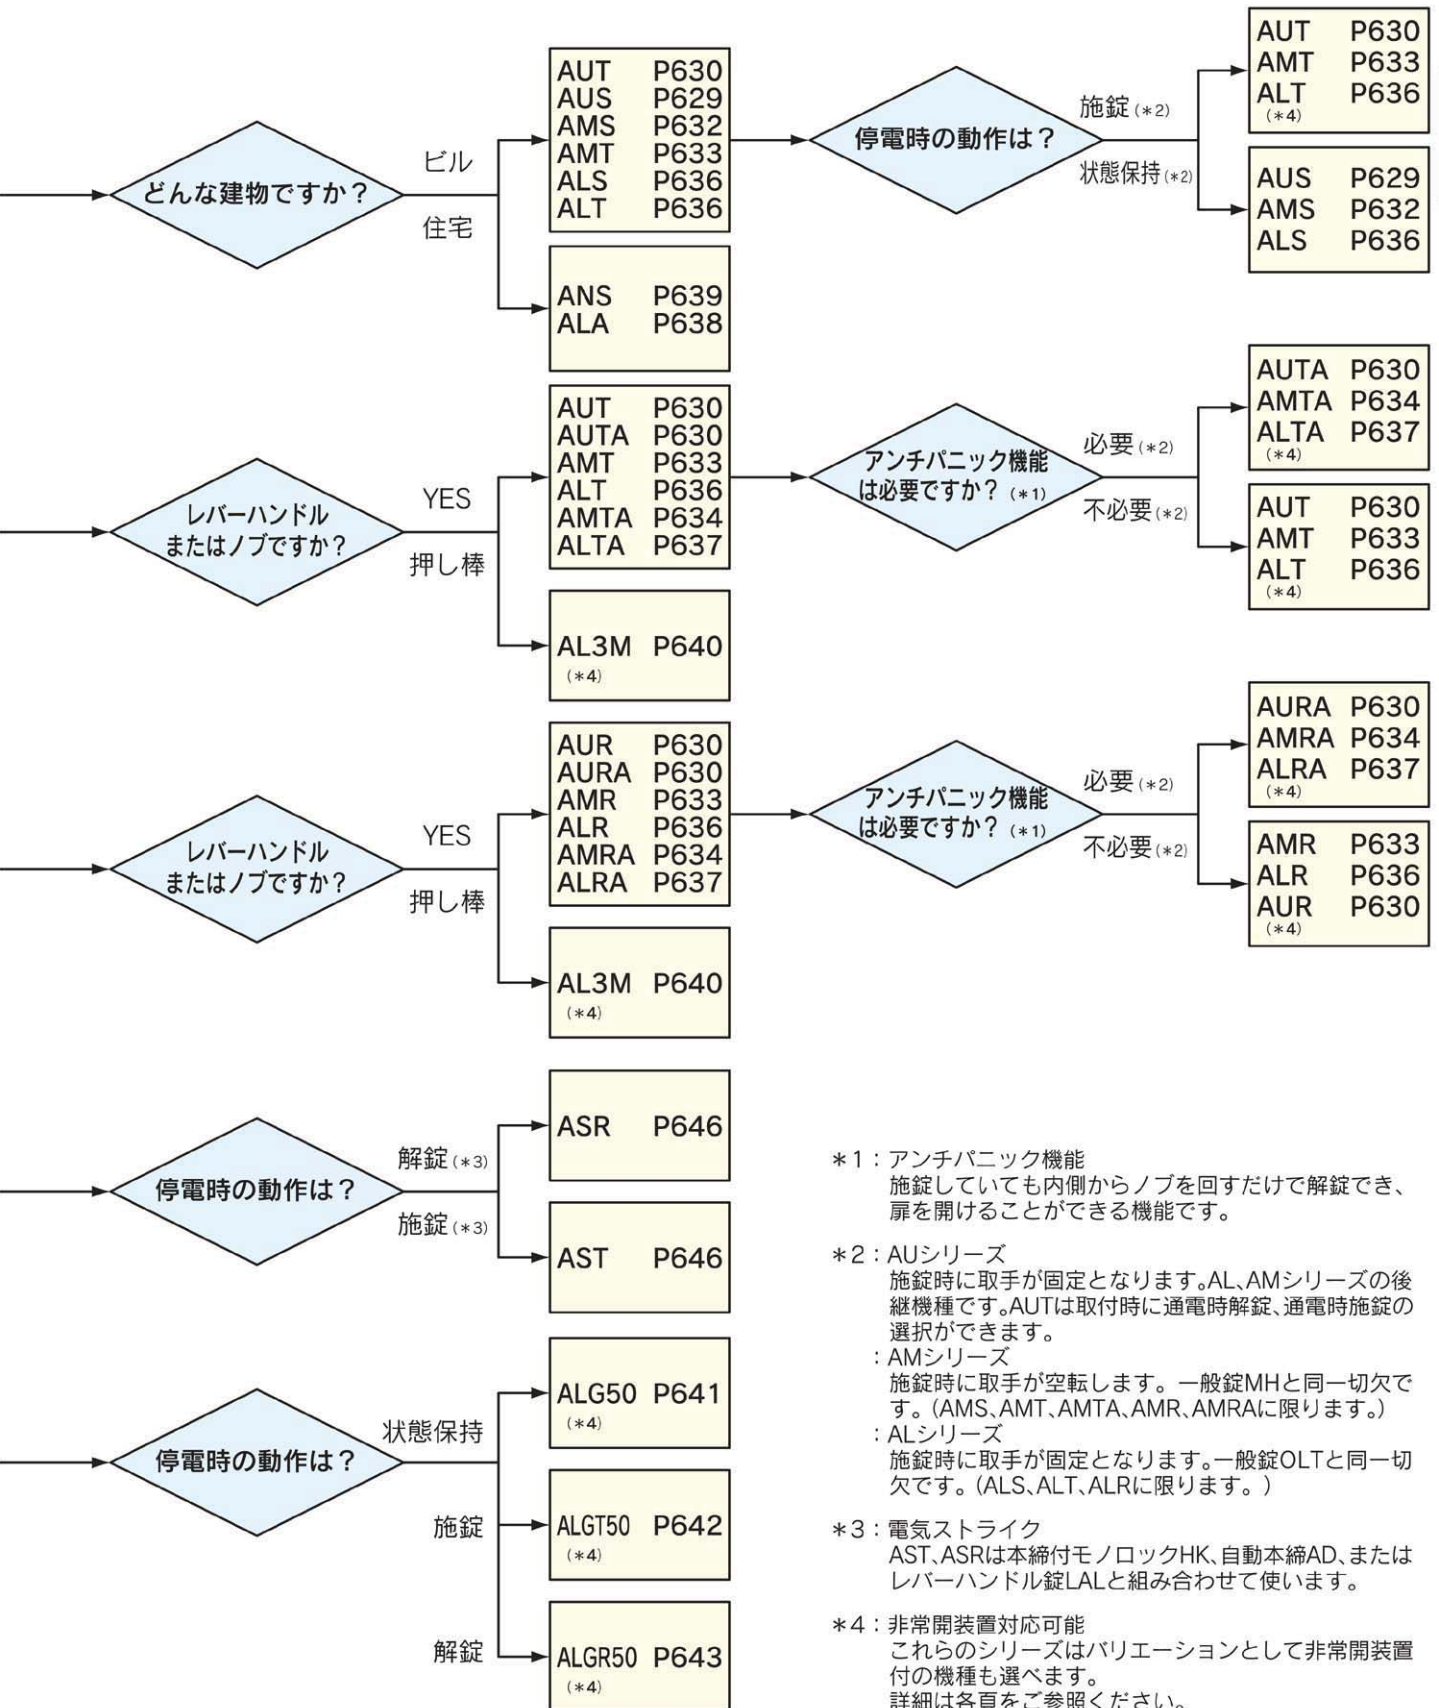 どんな建物ですか？
ビル
住宅
AUT P630
AUS P629
AMS P632
AMT P633
ALS P636
ALT P636
ANS P639
ALA P638
停電時の動作は？
施錠(*2)
状態保持(*2)
AUT P630
AMT P633
ALT P636
(*4)
AUS P629
AMS P632
ALS P636
レバーハンドル
またはノブですか？
YES
押し棒
AUT P630
AUTA P630
AMT P633
ALT P636
AMTA P634
ALTA P637
AL3M P640
(*4)
アンチパニック機能
は必要ですか？(*1)
必要(*2)
不必要(*2)
AUTA P630
AMTA P634
ALTA P637
(*4)
AUT P630
AMT P633
ALT P636
(*4)
レバーハンドル
またはノブですか？
YES
押し棒
AUR P630
AURA P630
AMR P633
ALR P636
AMRA P634
ALRA P637
AL3M P640
(*4)
アンチパニック機能
は必要ですか？(*1)
必要(*2)
不必要(*2)
AURA P630
AMRA P634
ALRA P637
(*4)
AMR P633
ALR P636
AUR P630
(*4)
停電時の動作は？
解錠(*3)
施錠(*3)
ASR P646
AST P646
停電時の動作は？
状態保持
施錠
解錠
ALG50 P641
(*4)
ALGT50 P642
(*4)
ALGR50 P643
(*4)
*1：アンチパニック機能
施錠していても内側からノブを回すだけで解錠でき、
扉を開けることができる機能です。
*2：AUシリーズ
施錠時に取手が固定となります。AL、AMシリーズの後
継機種です。AUTは取付時に通電時解錠、通電時施錠の
選択ができます。
：AMシリーズ
施錠時に取手が空転します。一般錠MHと同一切欠で
す。(AMS、AMT、AMTA、AMR、AMRAに限ります。)
：ALシリーズ
施錠時に取手が固定となります。一般錠OLTと同一切
欠です。(ALS、ALT、ALRに限ります。)
*3：電気ストライク
AST、ASRは本締付モノロックHK、自動本締AD、または
レバーハンドル錠LALと組み合わせて使います。
*4：非常開装置対応可能
これらのシリーズはバリエーションとして非常開装置
付の機種も選べます。
詳細は各頁をご参照ください。